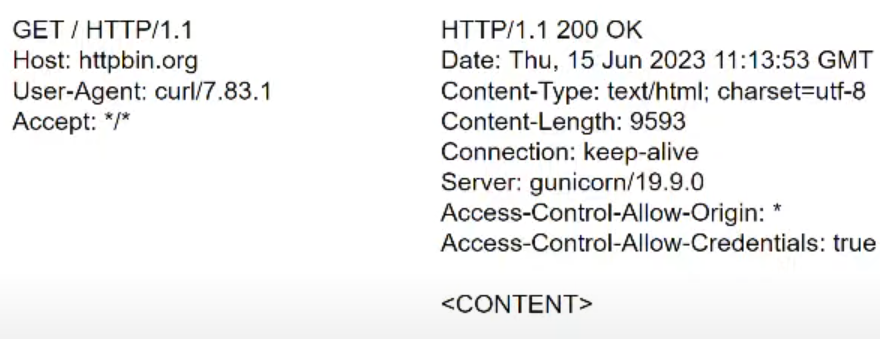 GET / HTTP/1.1
Host: httpbin.org
User-Agent: curl/7.83.1
Accept: */*
HTTP/1.1 200 OK
Date: Thu, 15 Jun 2023 11:13:53 GMT
Content-Type: text/html; charset=utf-8
Content-Length: 9593
Connection: keep-alive
Server: gunicorn/19.9.0
Access-Control-Allow-Origin: *
Access-Control-Allow-Credentials: true
<CONTENT>